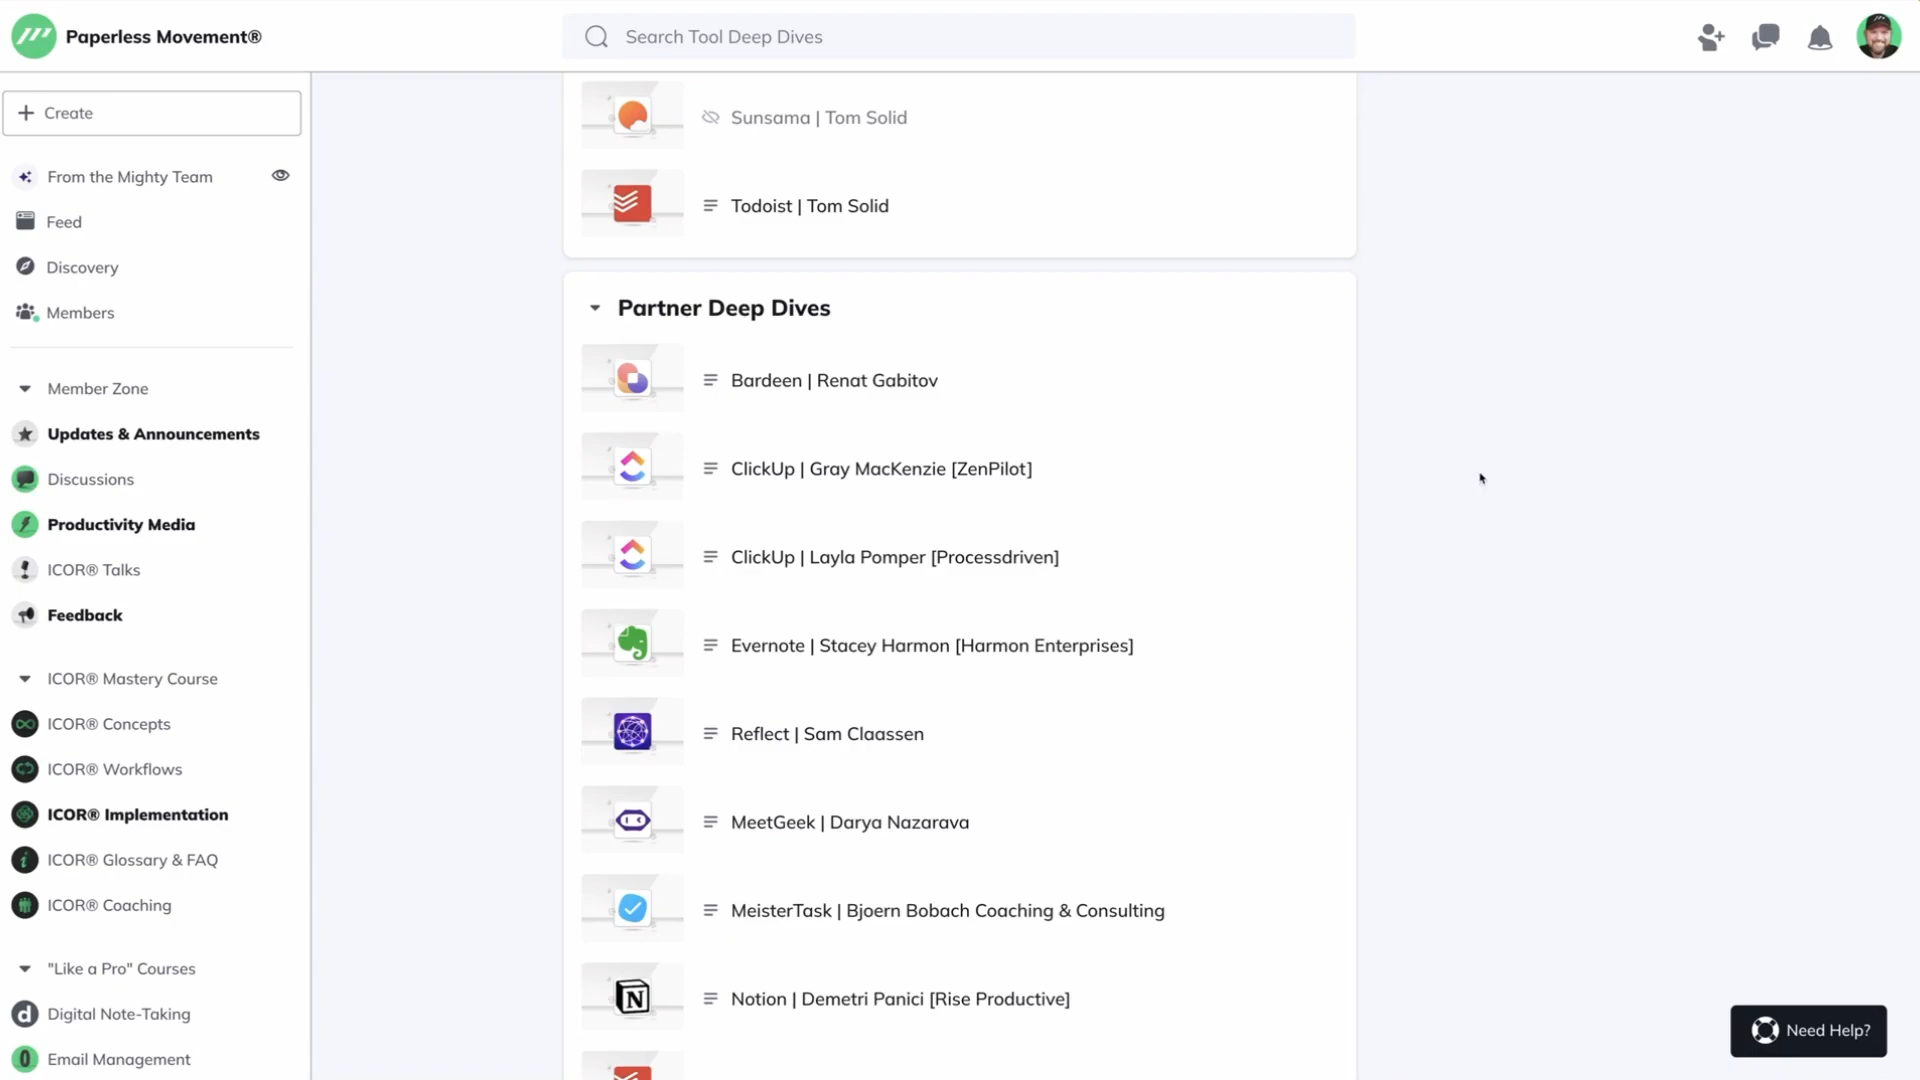 Paperless Movement®
Search Tool Deep Dives
Create
From the Mighty Team
Feed
Discovery
Members
Member Zone
Updates & Announcements
Discussions
Productivity Media
ICOR® Talks
Feedback
ICOR® Mastery Course
ICOR® Concepts
ICOR® Workflows
ICOR® Implementation
ICOR® Glossary & FAQ
ICOR® Coaching
"Like a Pro" Courses
Digital Note-Taking
Email Management
Sunsama | Tom Solid
Todoist | Tom Solid
Partner Deep Dives
Bardeen | Renat Gabitov
ClickUp | Gray MacKenzie [ZenPilot]
ClickUp | Layla Pomper [Processdriven]
Evernote | Stacey Harmon [Harmon Enterprises]
Reflect | Sam Claassen
MeetGeek | Darya Nazarava
MeisterTask | Bjoern Bobach Coaching & Consulting
Notion | Demetri Panici [Rise Productive]
Need Help?